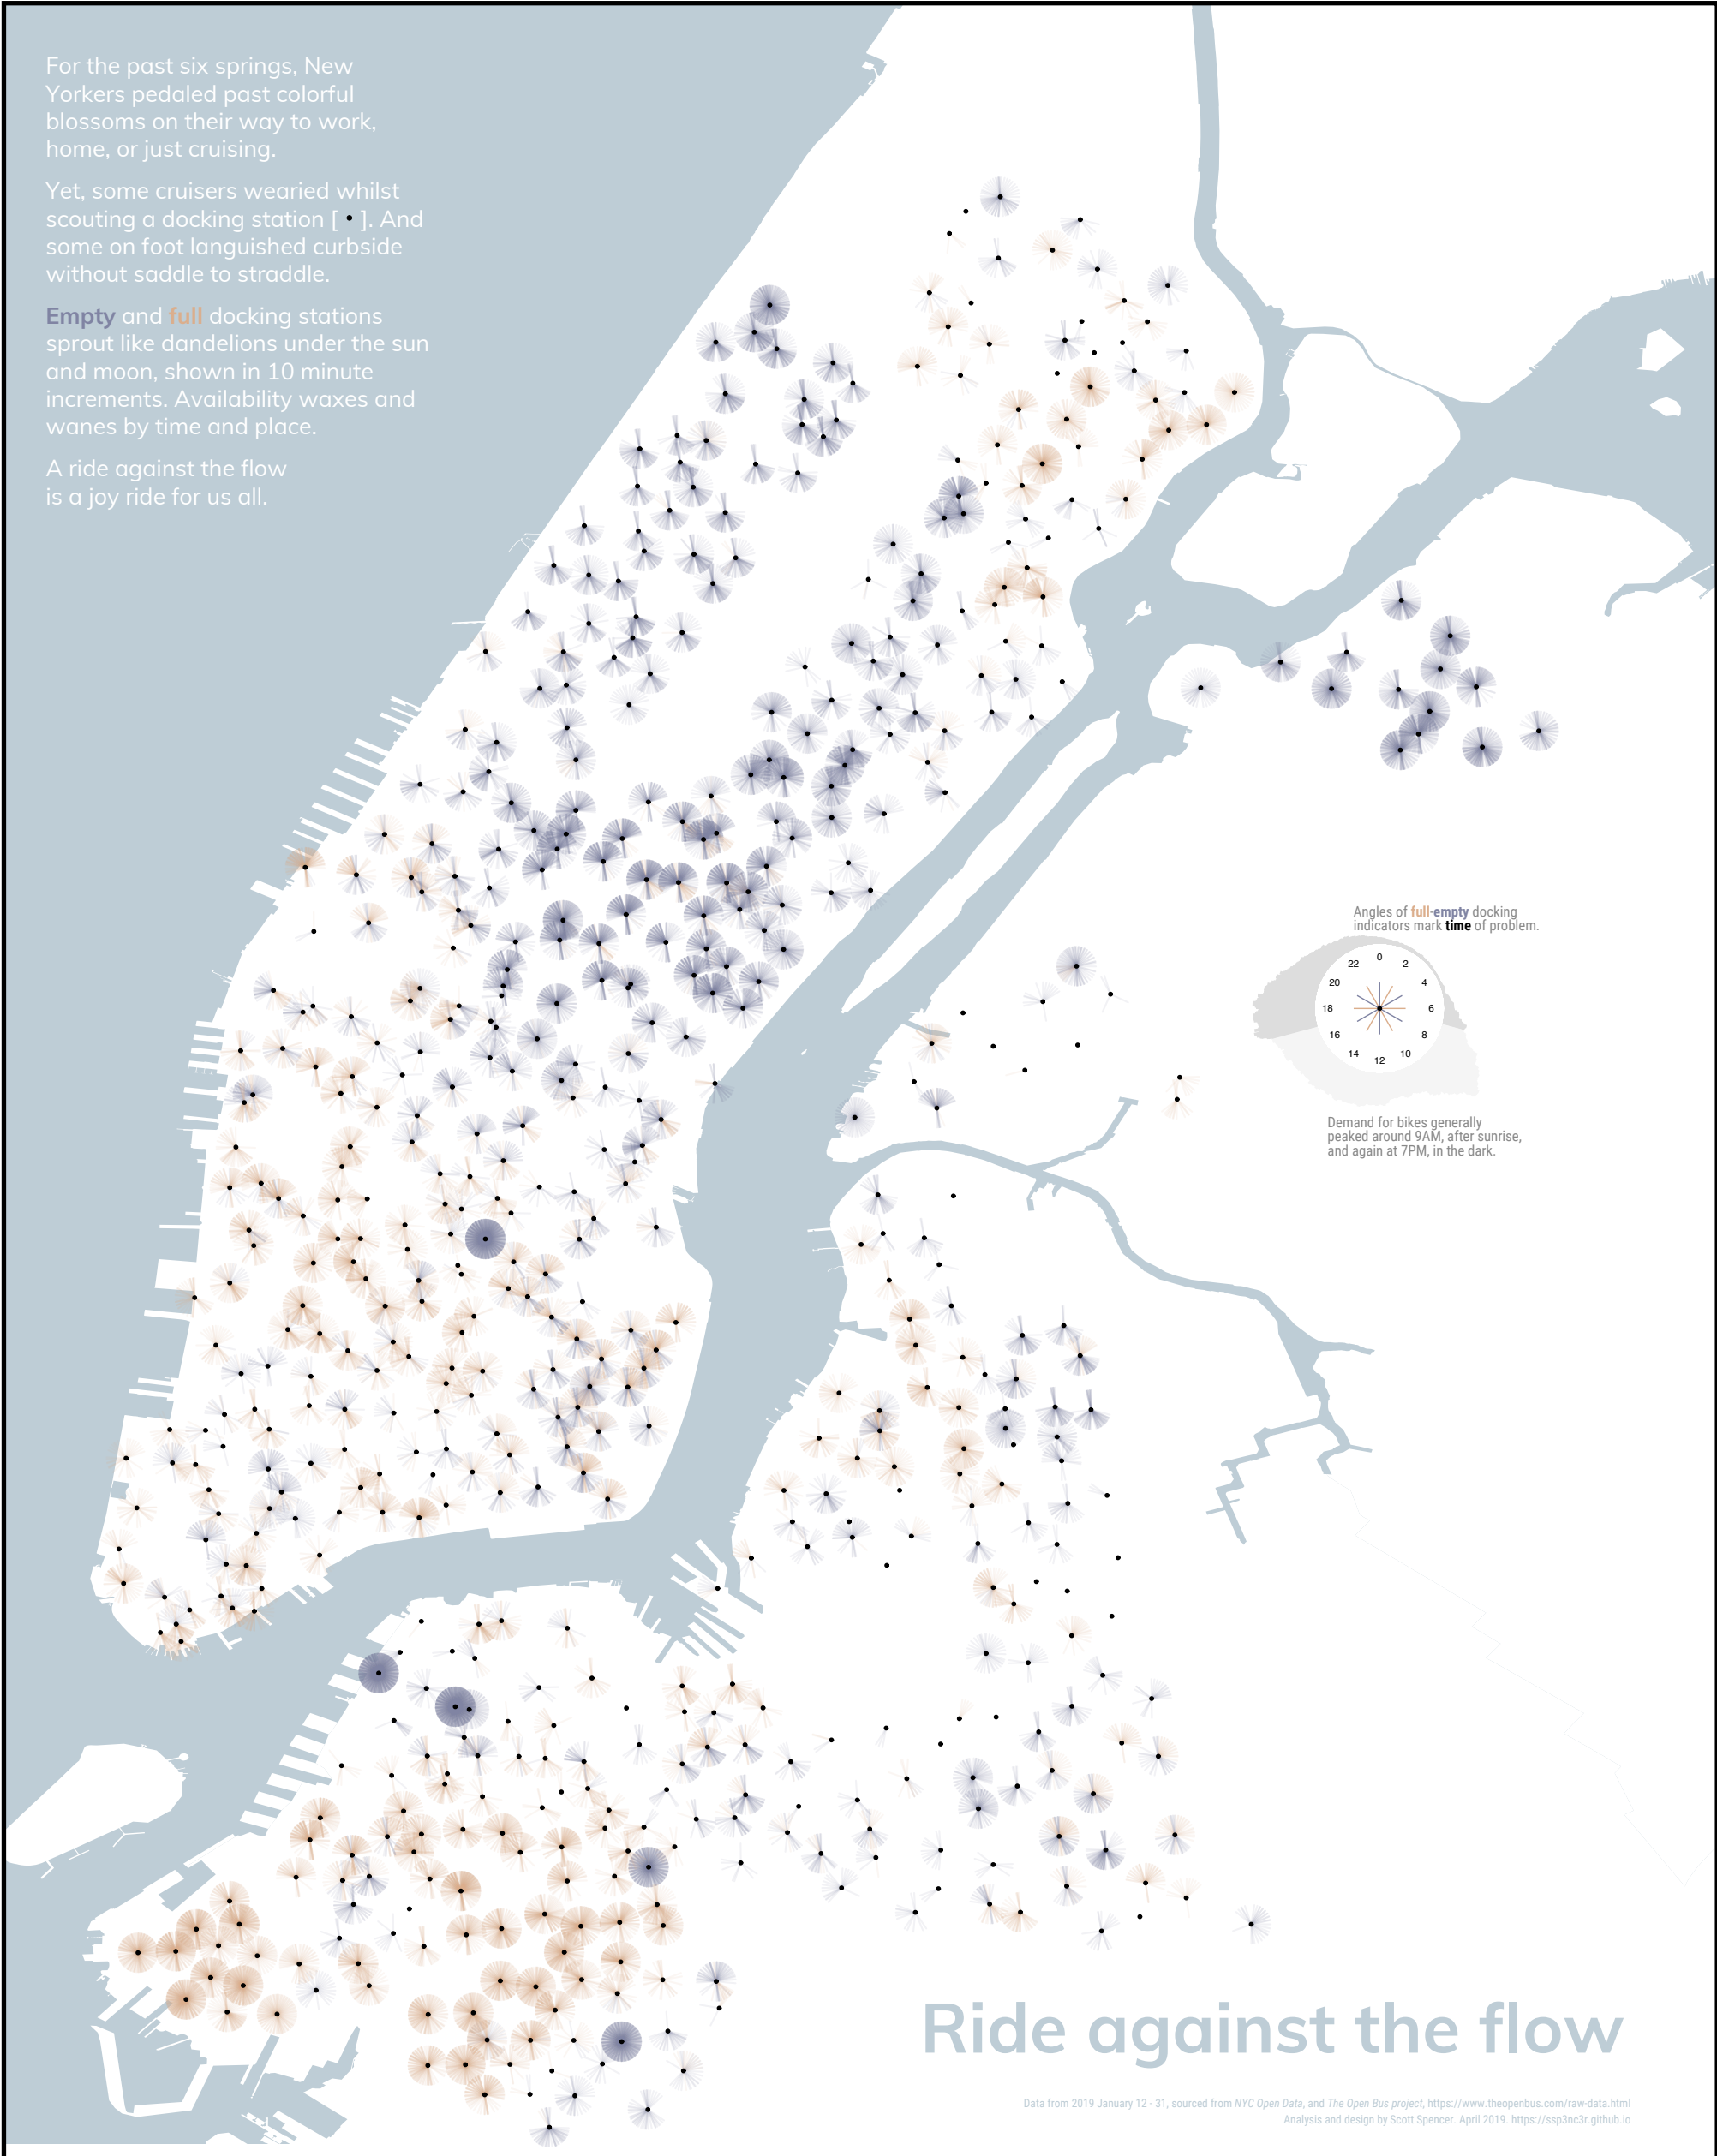 For the past six springs, New
Yorkers pedaled past colorful
blossoms on their way to work,
home, or just cruising.
Yet, some cruisers wearied whilst
scouting a docking station [ • ]. And
some on foot languished curbside
without saddle to straddle.
Empty and full docking stations
sprout like dandelions under the sun
and moon, shown in 10 minute
increments. Availability waxes and
wanes by time and place.
A ride against the flow
is a joy ride for us all.
Angles of full-empty docking
indicators mark time of problem.
0
22 2
20 4
18 6
16 8
14 10
12
Demand for bikes generally
peaked around 9AM, after sunrise,
and again at 7PM, in the dark.
Ride against the flow
Data from 2019 January 12 - 31, sourced from NYC Open Data, and The Open Bus project, https://www.theopenbus.com/raw-data.html
Analysis and design by Scott Spencer. April 2019. https://ssp3nc3r.github.io